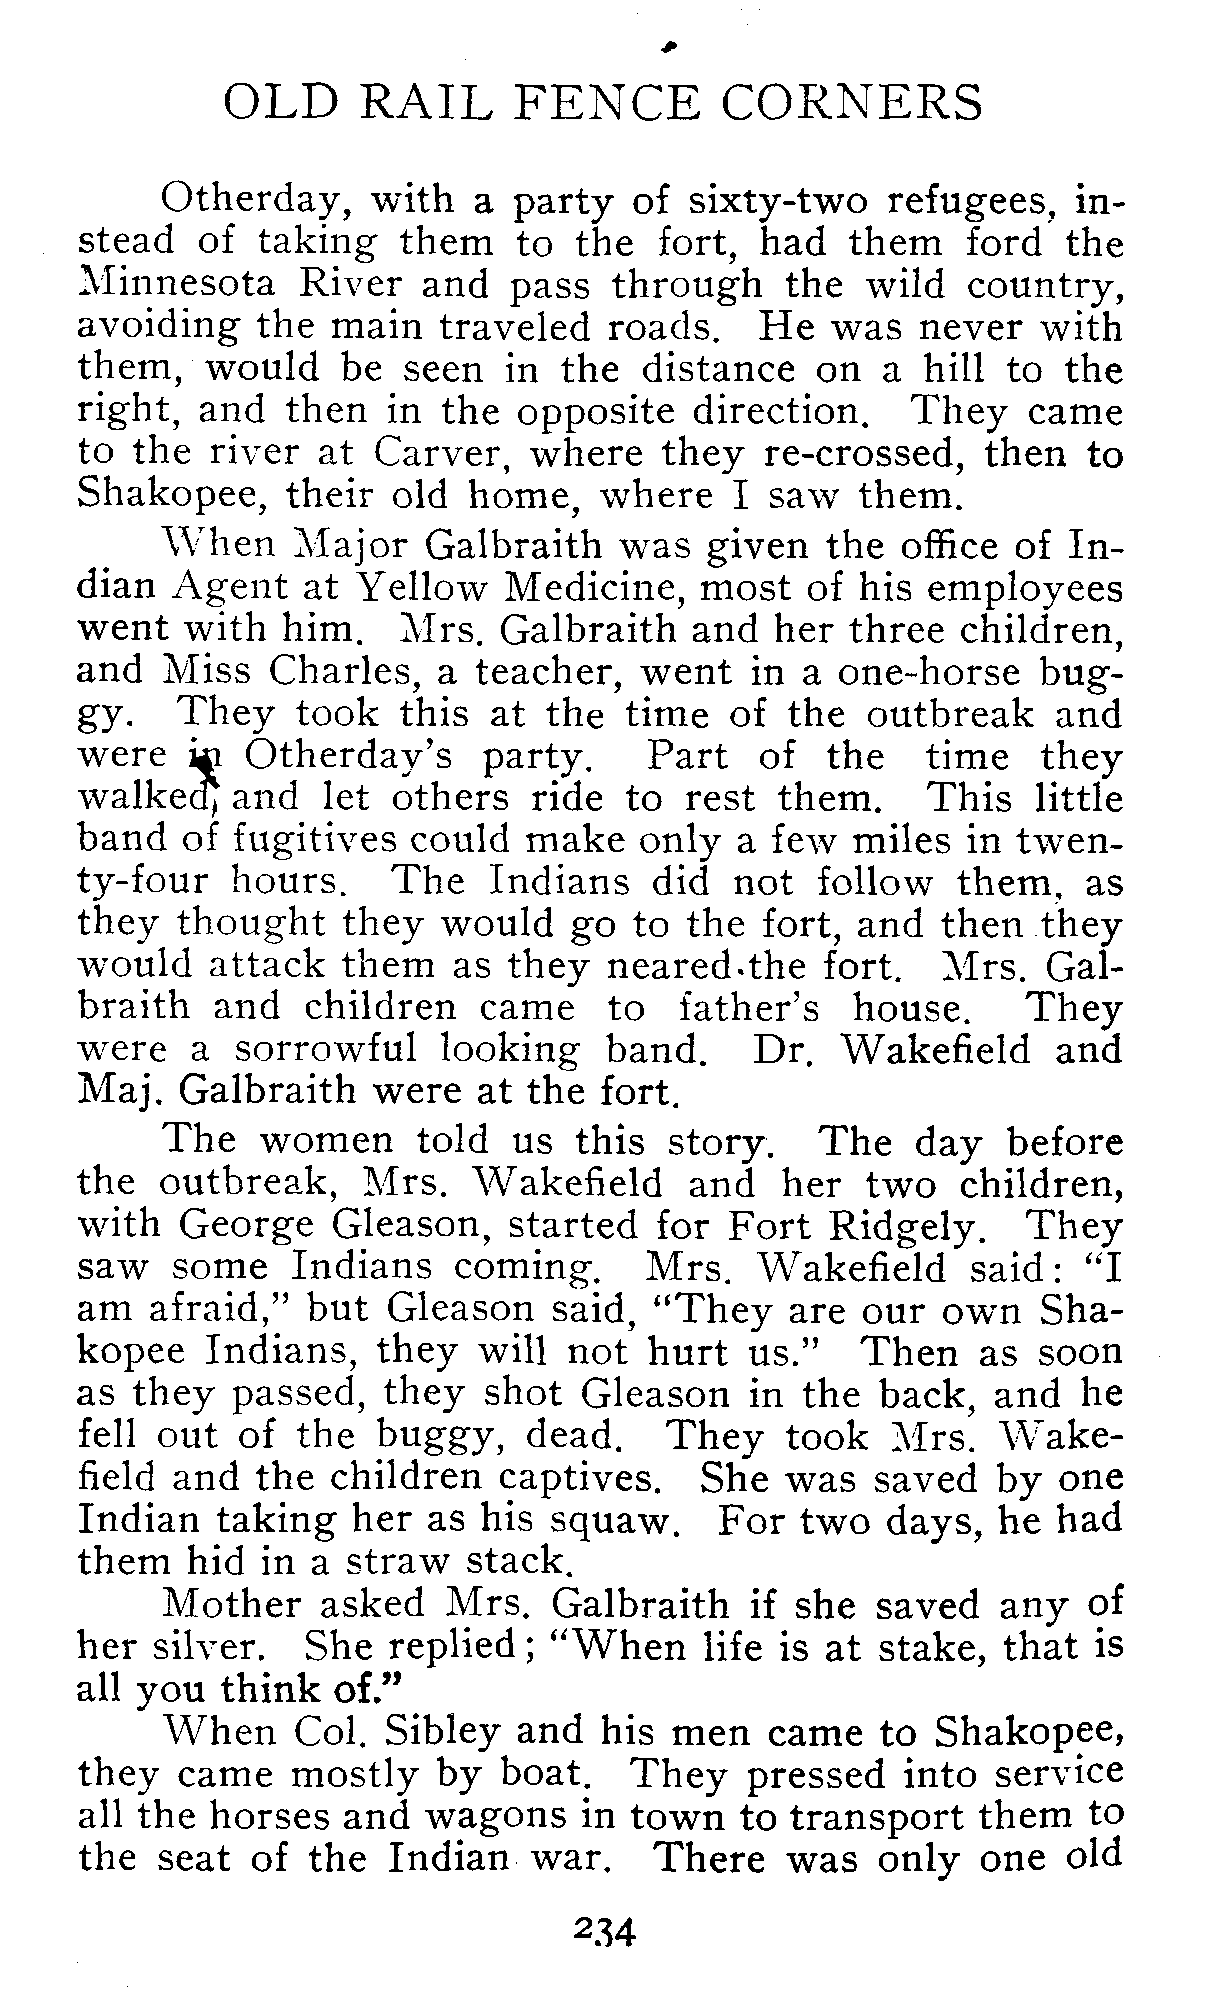 OLD RAIL FENCE CORNERS
Otherday, with a party of sixty-two refugees, in-
stead of taking them to the fort, had them ford the
Minnesota River and pass through the wild country,
avoiding the main traveled roads. He was never with
them, would be seen in the distance on a hill to the
right, and then in the opposite direction. They came
to the river at Carver, where they re-crossed, then to
Shakopee, their old home, where I saw them.
When Major Galbraith was given the office of In-
dian Agent at Yellow Medicine, most of his employees
went with him. Mrs. Galbraith and her three children,
and Miss Charles, a teacher, went in a one-horse bug-
gy. They took this at the time of the outbreak and
were in Otherday's party. Part of the time they
walked, and let others ride to rest them. This little
band of fugitives could make only a few miles in twen-
ty-four hours. The Indians did not follow them, as
they thought they would go to the fort, and then they
would attack them as they neared the fort. Mrs. Gal-
braith and children came to father's house. They
were a sorrowful looking band. Dr. Wakefield and
Maj. Galbraith were at the fort.
The women told us this story. The day before
the outbreak, Mrs. Wakefield and her two children,
with George Gleason, started for Fort Ridgely. They
saw some Indians coming. Mrs. Wakefield said: "I
am afraid," but Gleason said, "They are our own Sha-
kopee Indians, they will not hurt us." Then as soon
as they passed, they shot Gleason in the back, and he
fell out of the buggy, dead. They took Mrs. Wake-
field and the children captives. She was saved by one
Indian taking her as his squaw. For two days, he had
them hid in a straw stack.
Mother asked Mrs. Galbraith if she saved any of
her silver. She replied; "When life is at stake, that is
all you think of."
When Col. Sibley and his men came to Shakopee,
they came mostly by boat. They pressed into service
all the horses and wagons in town to transport them to
the seat of the Indian war. There was only one old
234